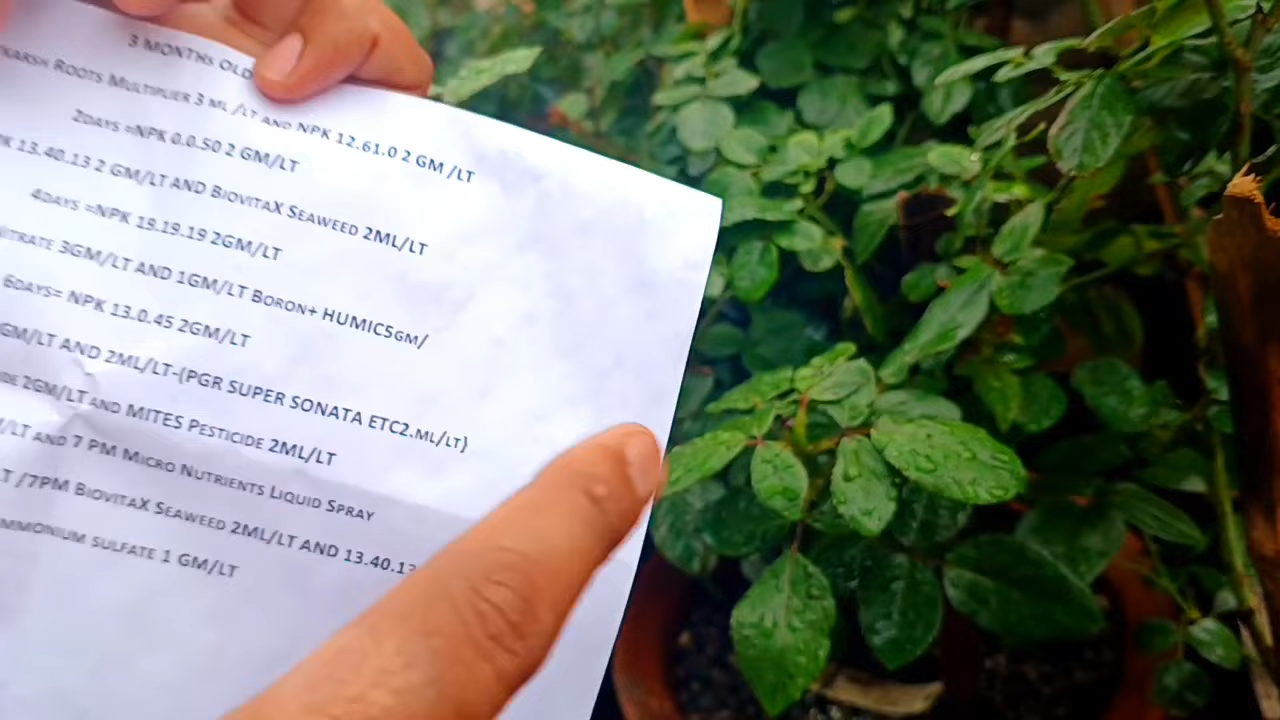 3 MONTHS OLD
ROOTS MULTIPLIER 3 ML /LT AND NPK 12.61.0 2 GM /LT
2DAYS =NPK 0.0.50 2 GM/LT
13.40.13 2 GM/LT AND BIOVITAX SEAWEED 2ML/LT
4DAYS =NPK 19.19.19 2GM/LT
3GM/LT AND 1GM/LT BORON+ HUMIC5GM/
6DAYS= NPK 13.0.45 2GM/LT
GM/LT AND 2ML/LT-(PGR SUPER SONATA ETC2.ML/LT}
2GM/LT AND MITES PESTICIDE 2ML/LT
/LT AND 7 PM MICRO NUTRIENTS LIQUID SPRAY
/7PM BIOVITAX SEAWEED 2ML/LT AND 13.40.13
SULFATE 1 GM/LT